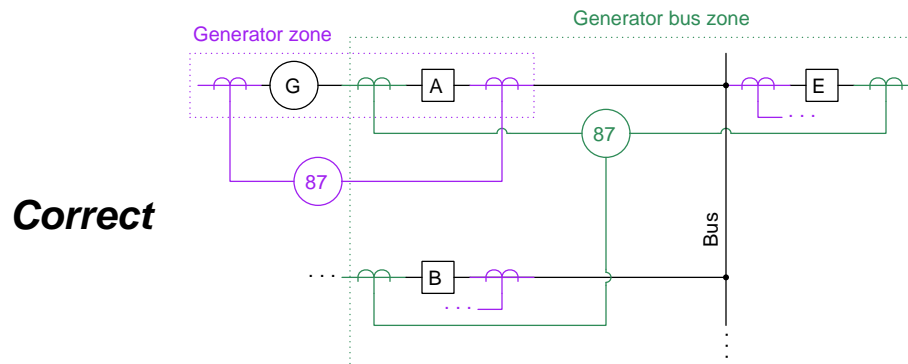 Generator bus zone
Generator zone
G
A
E
87
87
Correct
Bus
B